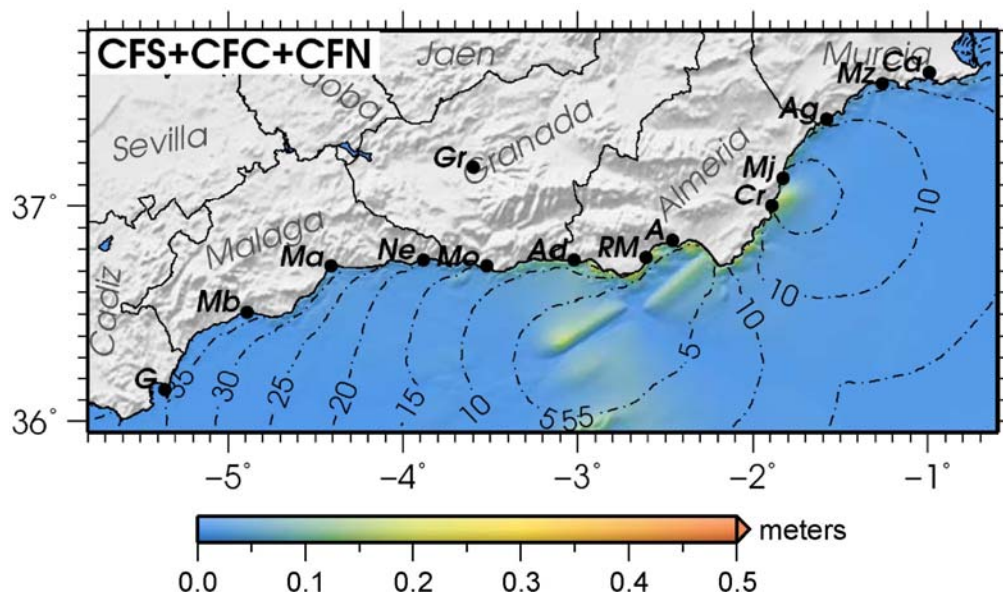 CFS+CFC+CFN
Jaen
Murcia
Ca
Mz
doba
Ag
Sevilla
Gr
Granada
Almeria
Mj
37°
Cr
10
Malaga
A
Ma
Ne
Mo
Ad
RM
10
Mb
10
Cadiz
5
G
35
30
25
20
15
10
5
5
5
36°
-5°
-4°
-3°
-2°
-1°
meters
0.0
0.1
0.2
0.3
0.4
0.5